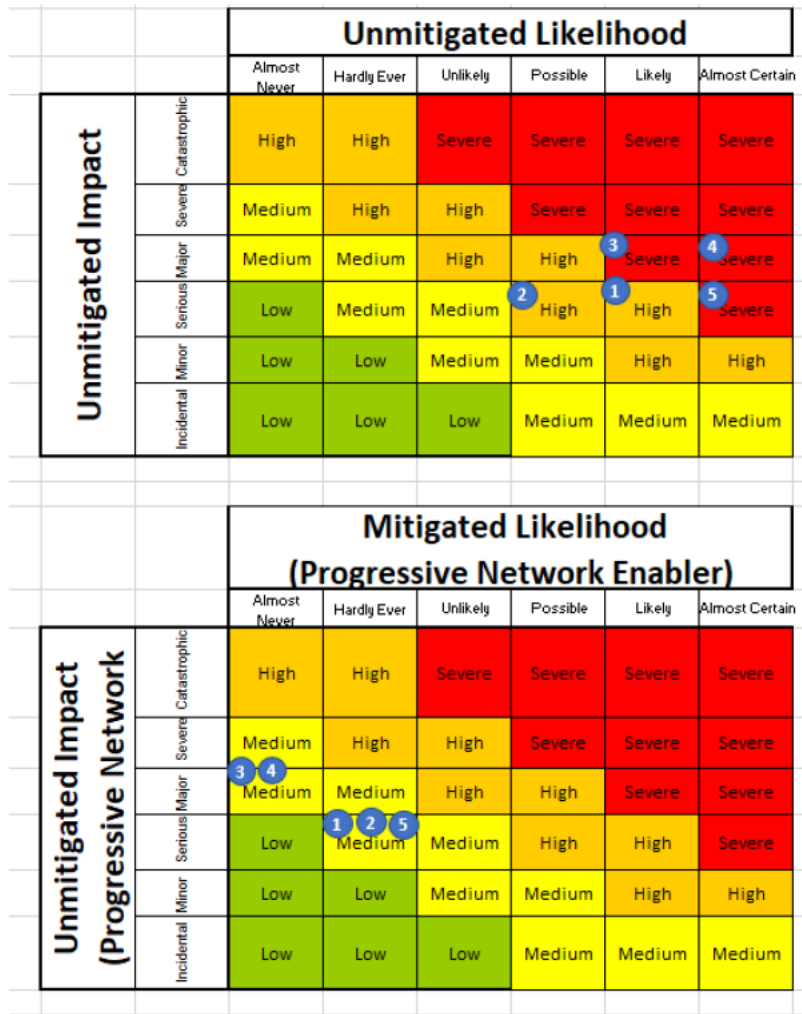 Unmitigated Likelihood
Almost Never
Hardly Ever
Unlikely
Possible
Likely
Almost Certain
Unmitigated Impact
Catastrophic
High
High
Severe
Severe
Severe
Severe
Severe
Medium
High
High
Severe
Severe
Severe
Major
Medium
Medium
High
High
3
Severe
4
Severe
Serious
Low
Medium
Medium
2
High
1
High
5
Severe
Minor
Low
Low
Medium
Medium
High
High
Incidental
Low
Low
Low
Medium
Medium
Medium
Mitigated Likelihood
(Progressive Network Enabler)
Almost Never
Hardly Ever
Unlikely
Possible
Likely
Almost Certain
Unmitigated Impact
(Progressive Network
Catastrophic
High
High
Severe
Severe
Severe
Severe
Severe
Medium
High
High
Severe
Severe
Severe
Major
3
4
Medium
Medium
High
High
Severe
Severe
Serious
Low
1
2
5
Medium
Medium
High
High
Severe
Minor
Low
Low
Medium
Medium
High
High
Incidental
Low
Low
Low
Medium
Medium
Medium